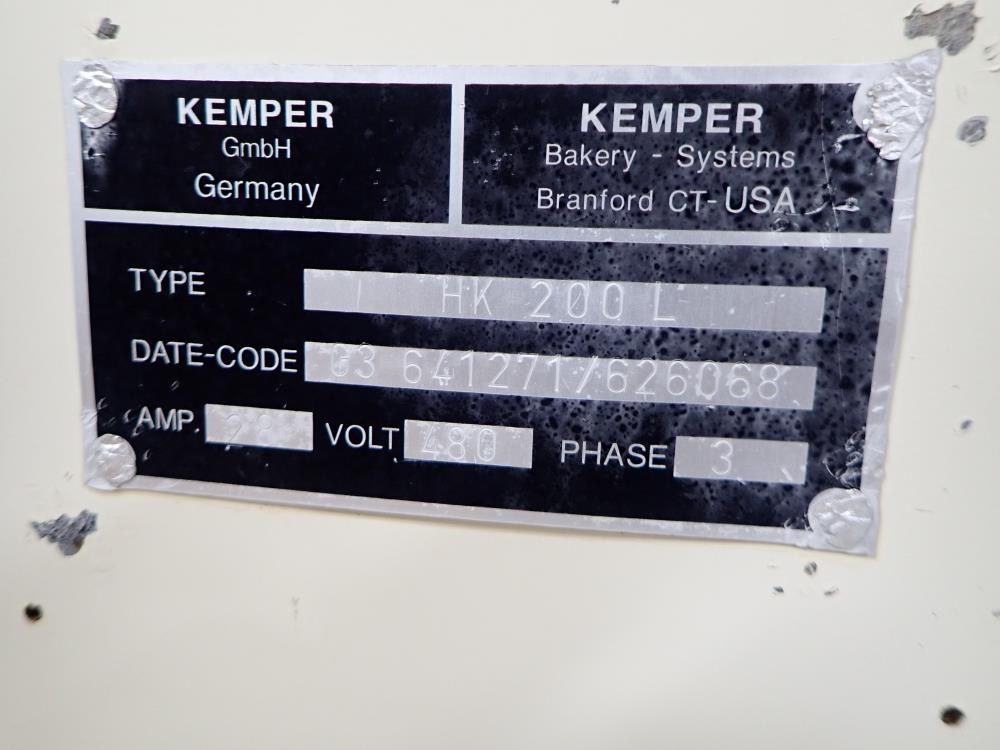 KEMPER
GmbH
Germany
KEMPER
Bakery - Systems
Branford CT-USA
TYPE HK 200 L
DATE-CODE 03 641271/626068
AMP. 28 VOLT 480 PHASE 3